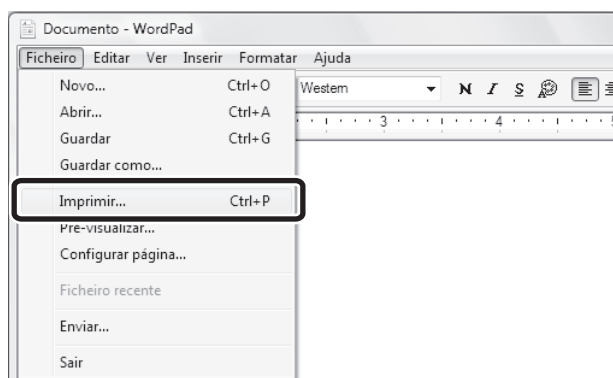 Documento - WordPad
Ficheiro Editar Ver Inserir Formatar Ajuda
Novo... Ctrl+O
Western N I S
Abrir... Ctrl+A
3 4 5
Guardar Ctrl+G
Guardar como...
Imprimir... Ctrl+P
Pré-visualizar...
Configurar página...
Ficheiro recente
Enviar...
Sair